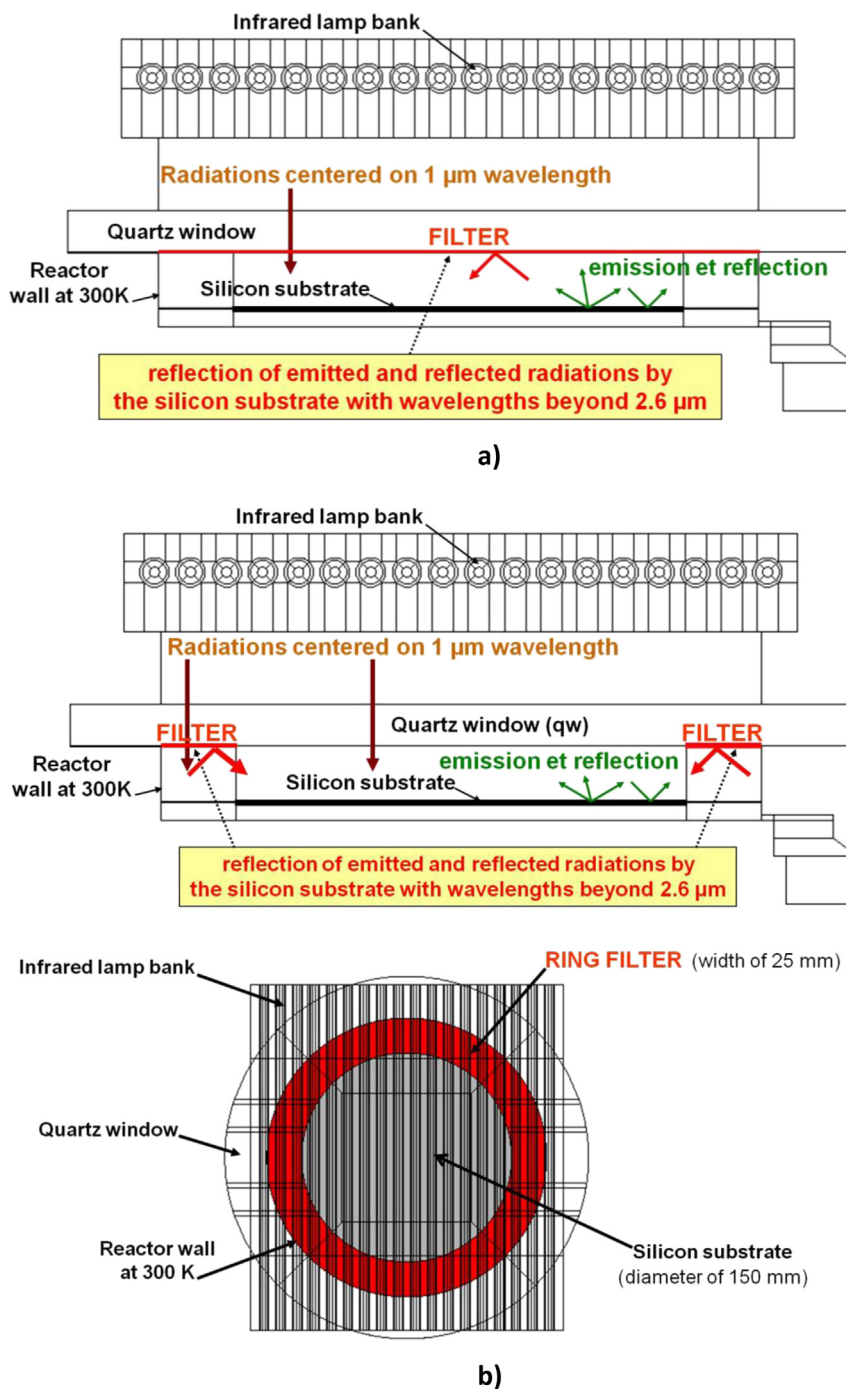 Infrared lamp bank
Radiations centered on 1 µm wavelength
Quartz window
FILTER
Reactor
wall at 300K
Silicon substrate
emission et reflection
reflection of emitted and reflected radiations by
the silicon substrate with wavelengths beyond 2.6 µm
a)
Infrared lamp bank
Radiations centered on 1 µm wavelength
FILTER
Quartz window (qw)
FILTER
Reactor
wall at 300K
Silicon substrate
emission et reflection
reflection of emitted and reflected radiations by
the silicon substrate with wavelengths beyond 2.6 µm
Infrared lamp bank
RING FILTER (width of 25 mm)
Quartz window
Reactor wall
at 300 K
Silicon substrate
(diameter of 150 mm)
b)